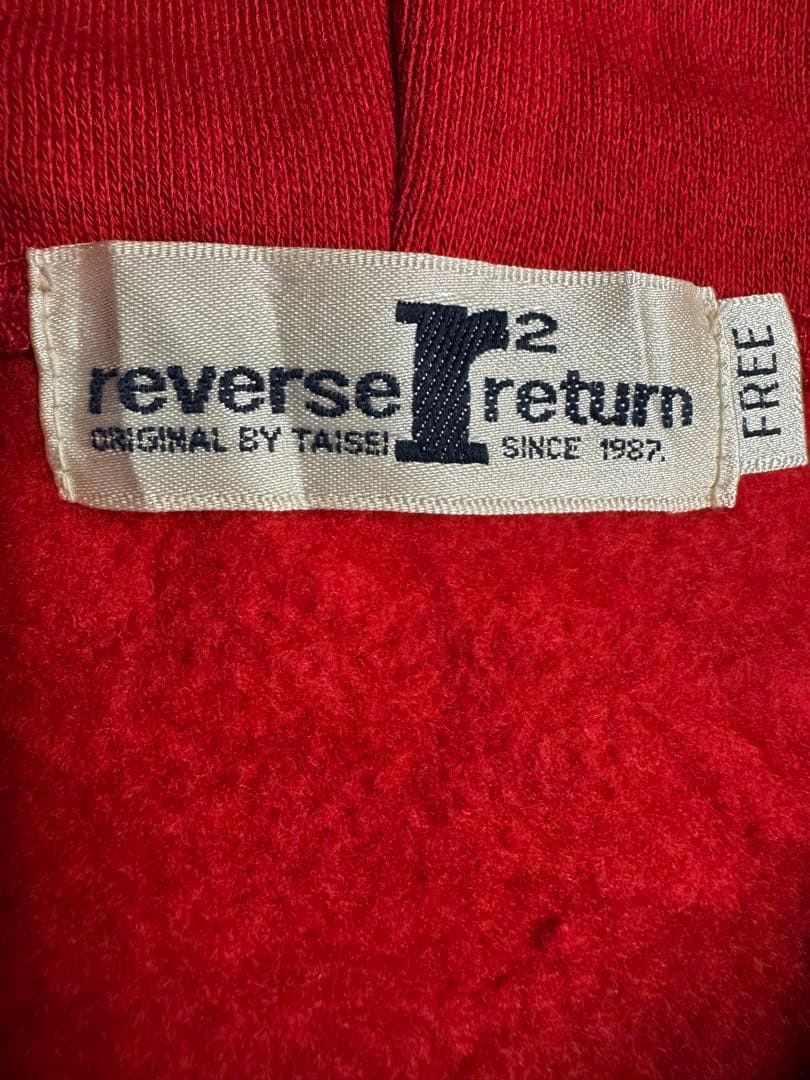 reverse r2 return
ORIGINAL BY TAISEI SINCE 1987.
FREE